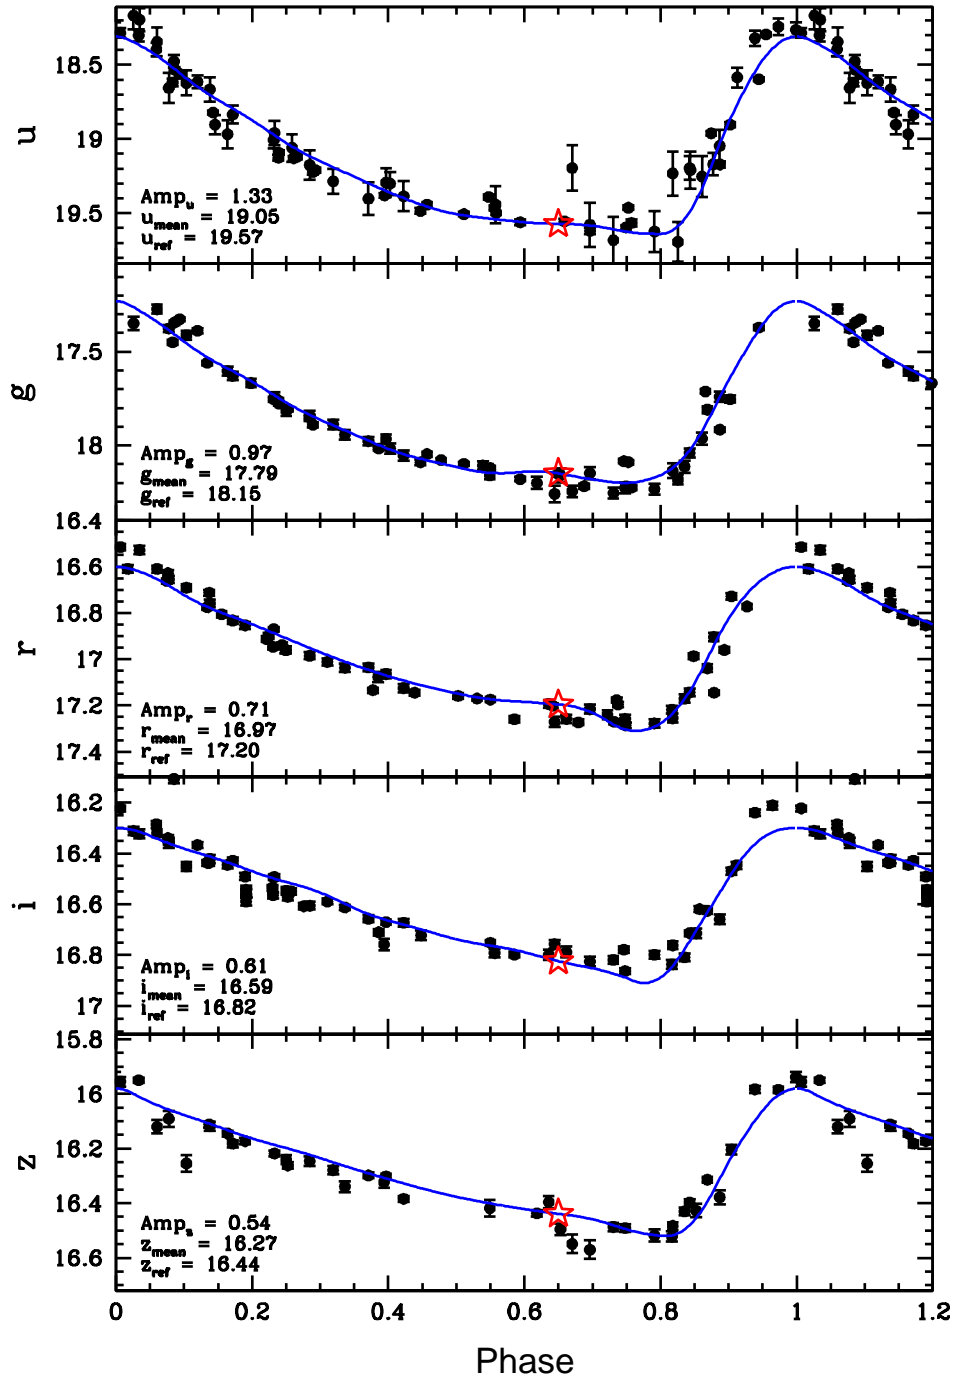 u
18.5
19
19.5
Amp_u = 1.33
u_mean = 19.05
u_ref = 19.57
g
17.5
18
Amp_g = 0.97
g_mean = 17.79
g_ref = 18.15
r
16.4
16.6
16.8
17
17.2
17.4
Amp_r = 0.71
r_mean = 16.97
r_ref = 17.20
i
16.2
16.4
16.6
16.8
17
Amp_i = 0.61
i_mean = 16.59
i_ref = 16.82
z
15.8
16
16.2
16.4
16.6
Amp_z = 0.54
z_mean = 16.27
z_ref = 16.44
0 0.2 0.4 0.6 0.8 1 1.2
Phase